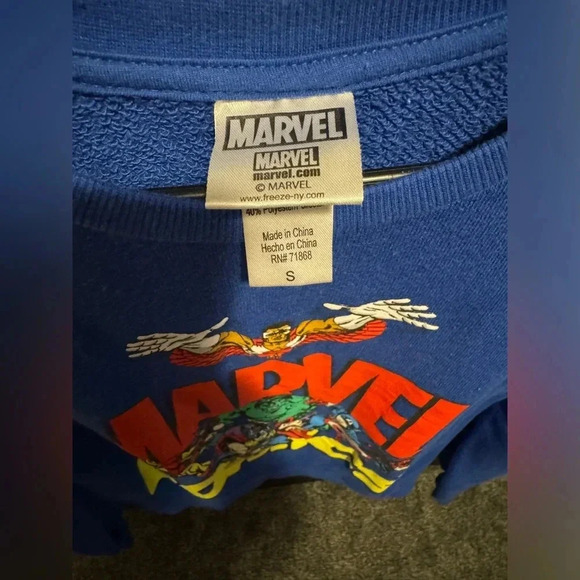 MARVEL
MARVEL
marvel.com
© MARVEL
www.freeze-ny.com
40% Polyester
Made in China
Hecho en China
RN# 71868
S
MARVEL